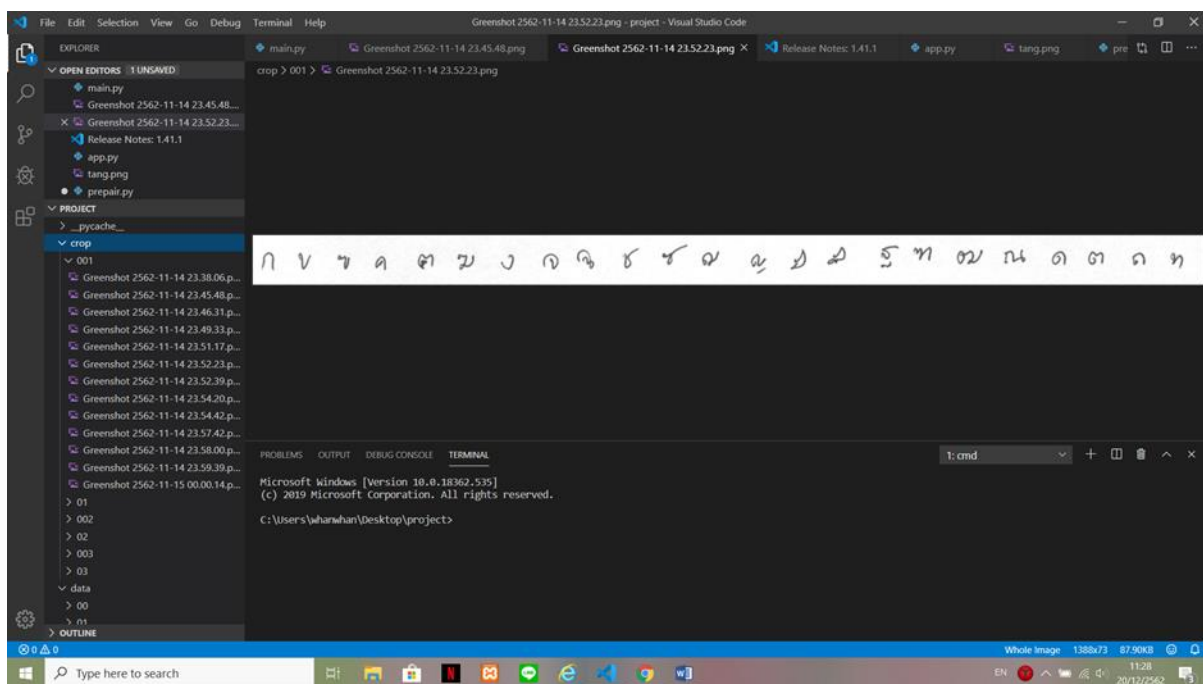 File Edit Selection View Go Debug Terminal Help
Greenshot 2562-11-14 23.52.23.png - project - Visual Studio Code
EXPLORER
main.py
Greenshot 2562-11-14 23.45.48.png
Greenshot 2562-11-14 23.52.23.png
Release Notes: 1.41.1
app.py
tang.png
pre
OPEN EDITORS 1 UNSAVED
crop > 001 > Greenshot 2562-11-14 23.52.23.png
main.py
Greenshot 2562-11-14 23.45.48....
Greenshot 2562-11-14 23.52.23....
Release Notes: 1.41.1
app.py
tang.png
prepair.py
PROJECT
__pycache__
crop
001
ก ข ฃ ค ฅ ฆ ง จ ฉ ช ซ ฌ ญ ฎ ฏ ฐ ฑ ฒ ณ ด ต ถ ท
Greenshot 2562-11-14 23.38.06.p...
Greenshot 2562-11-14 23.45.48.p...
Greenshot 2562-11-14 23.46.31.p...
Greenshot 2562-11-14 23.49.33.p...
Greenshot 2562-11-14 23.51.17.p...
Greenshot 2562-11-14 23.52.23.p...
Greenshot 2562-11-14 23.52.39.p...
Greenshot 2562-11-14 23.54.20.p...
Greenshot 2562-11-14 23.54.42.p...
Greenshot 2562-11-14 23.57.42.p...
Greenshot 2562-11-14 23.58.00.p...
Greenshot 2562-11-14 23.59.39.p...
Greenshot 2562-11-15 00.00.14.p...
01
002
02
003
03
data
00
01
OUTLINE
PROBLEMS OUTPUT DEBUG CONSOLE TERMINAL
1: cmd
Microsoft Windows [Version 10.0.18362.535]
(c) 2019 Microsoft Corporation. All rights reserved.
C:\Users\whanwhan\Desktop\project>
0 0
Whole Image 1388x73 87.90KB
Type here to search
EN
11:28
20/12/2562